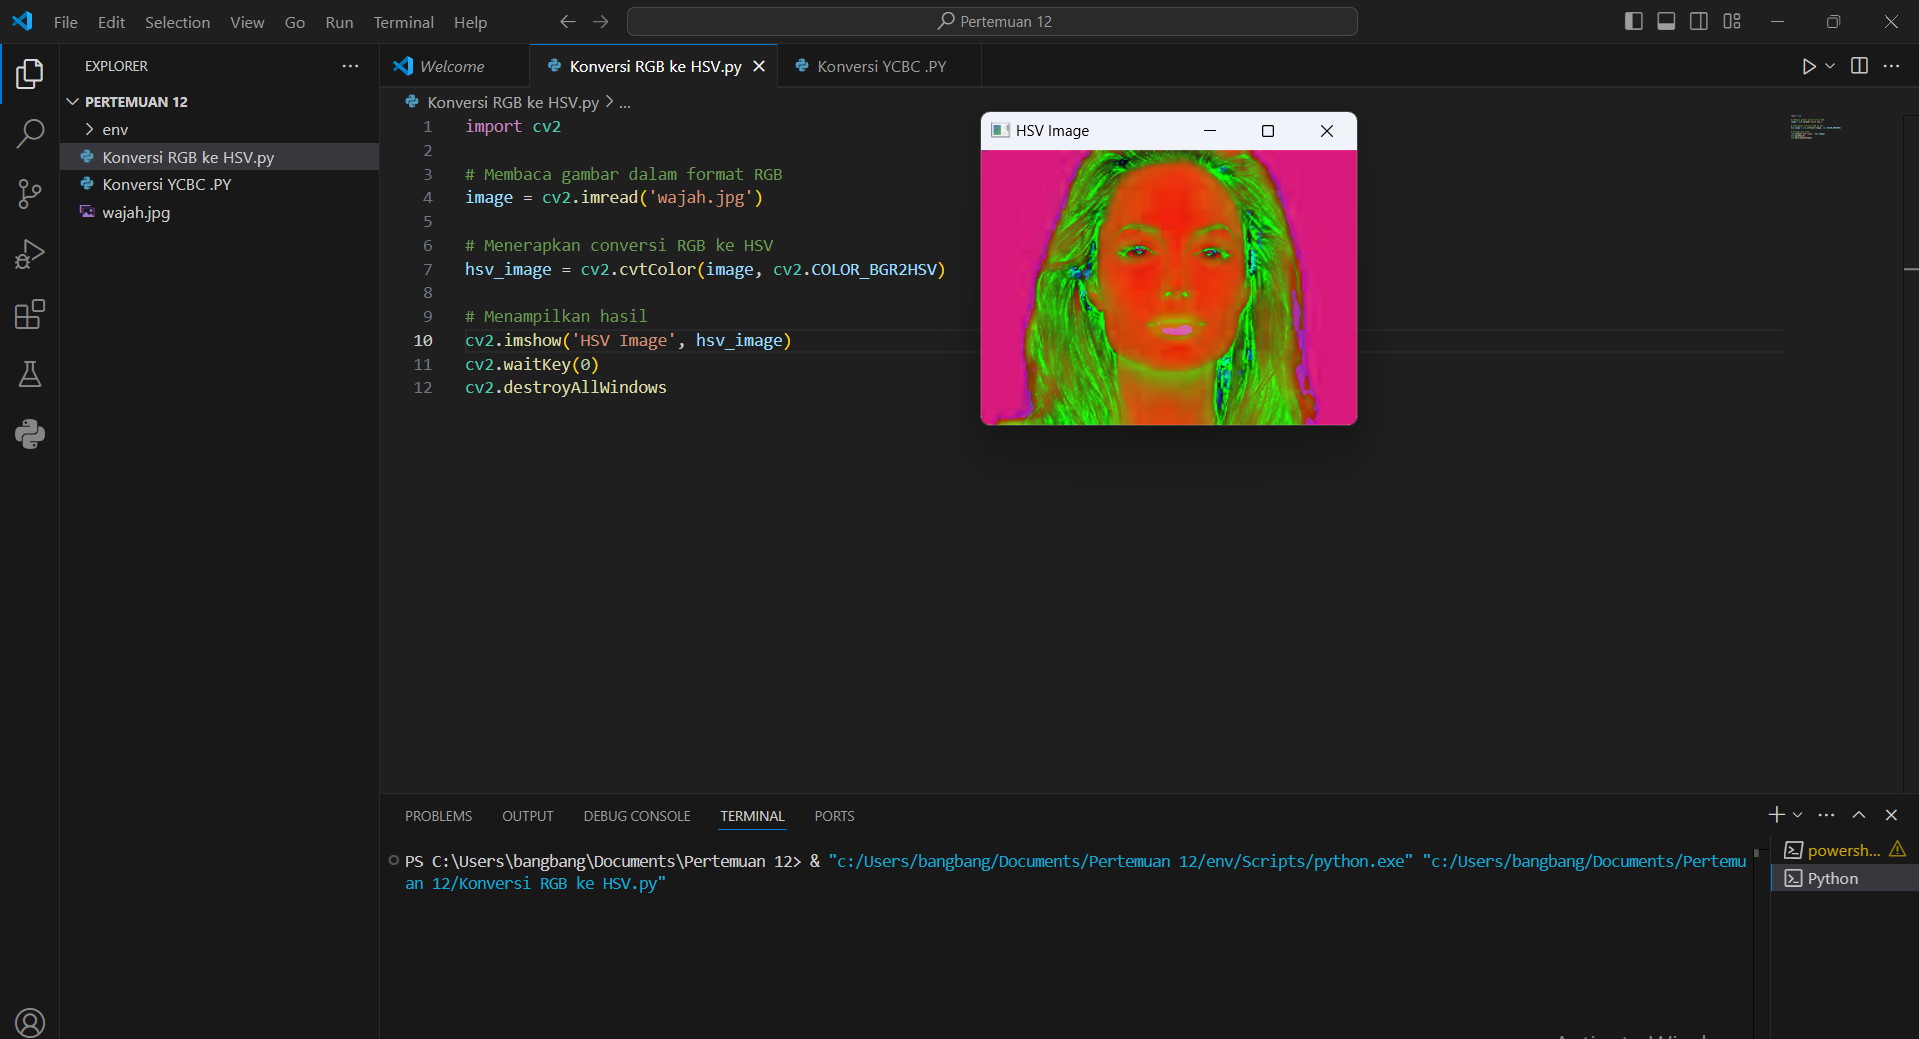 File Edit Selection View Go Run Terminal Help
Pertemuan 12
EXPLORER
PERTEMUAN 12
env
Konversi RGB ke HSV.py
Konversi YCBC .PY
wajah.jpg
Welcome
Konversi RGB ke HSV.py
Konversi YCBC .PY
Konversi RGB ke HSV.py > ...
1 import cv2
2
3 # Membaca gambar dalam format RGB
4 image = cv2.imread('wajah.jpg')
5
6 # Menerapkan conversi RGB ke HSV
7 hsv_image = cv2.cvtColor(image, cv2.COLOR_BGR2HSV)
8
9 # Menampilkan hasil
10 cv2.imshow('HSV Image', hsv_image)
11 cv2.waitKey(0)
12 cv2.destroyAllWindows
HSV Image
PROBLEMS OUTPUT DEBUG CONSOLE TERMINAL PORTS
PS C:\Users\bangbang\Documents\Pertemuan 12> & "c:/Users/bangbang/Documents/Pertemuan 12/env/Scripts/python.exe" "c:/Users/bangbang/Documents/Pertemu
an 12/Konversi RGB ke HSV.py"
powersh...
Python